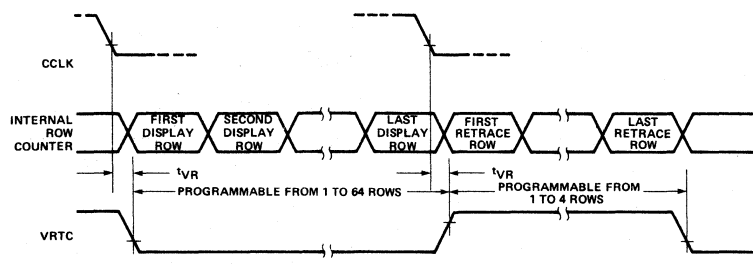 CCLK
INTERNAL
ROW
COUNTER
FIRST
DISPLAY
ROW
SECOND
DISPLAY
ROW
LAST
DISPLAY
ROW
FIRST
RETRACE
ROW
LAST
RETRACE
ROW
tVR
PROGRAMMABLE FROM 1 TO 64 ROWS
tVR
PROGRAMMABLE FROM
1 TO 4 ROWS
VRTC